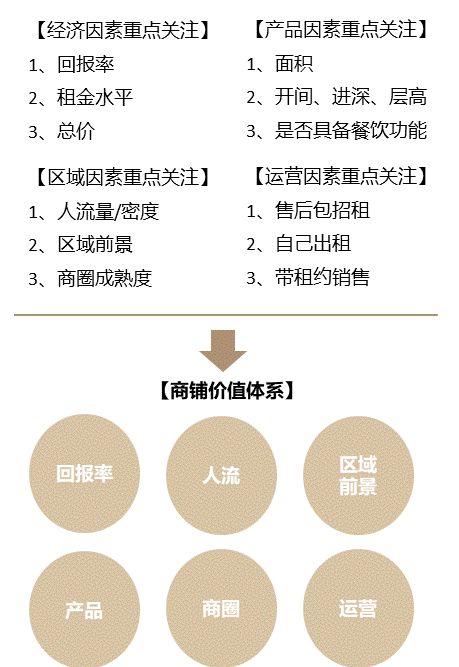 【经济因素重点关注】
1、回报率
2、租金水平
3、总价
【产品因素重点关注】
1、面积
2、开间、进深、层高
3、是否具备餐饮功能
【区域因素重点关注】
1、人流量/密度
2、区域前景
3、商圈成熟度
【运营因素重点关注】
1、售后包招租
2、自己出租
3、带租约销售
【商铺价值体系】
回报率
人流
区域
前景
产品
商圈
运营